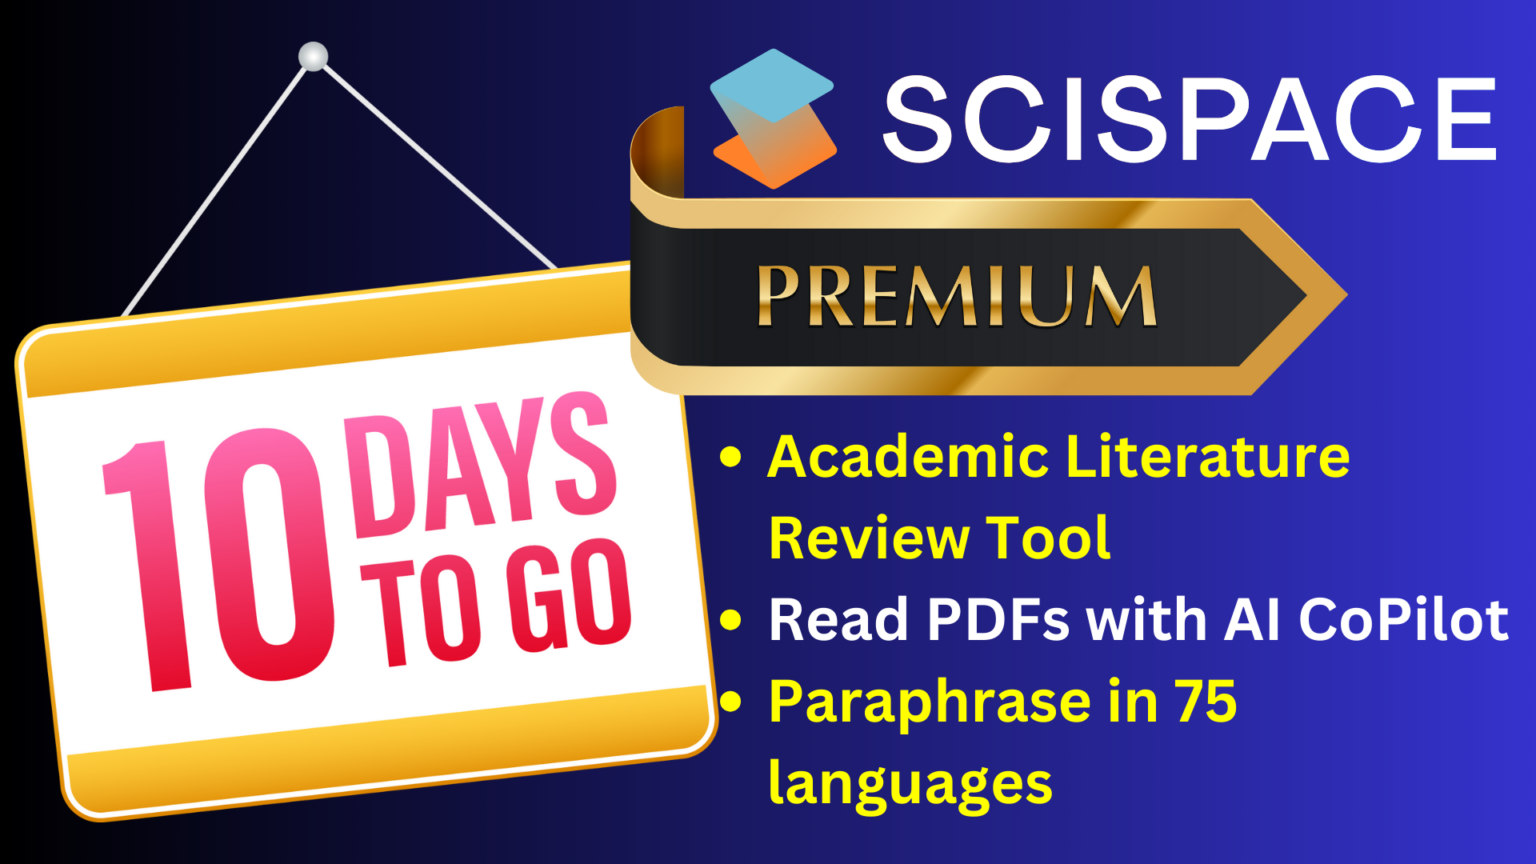 10 DAYS
TO GO
SCISPACE
PREMIUM
• Academic Literature
Review Tool
• Read PDFs with AI CoPilot
• Paraphrase in 75
languages